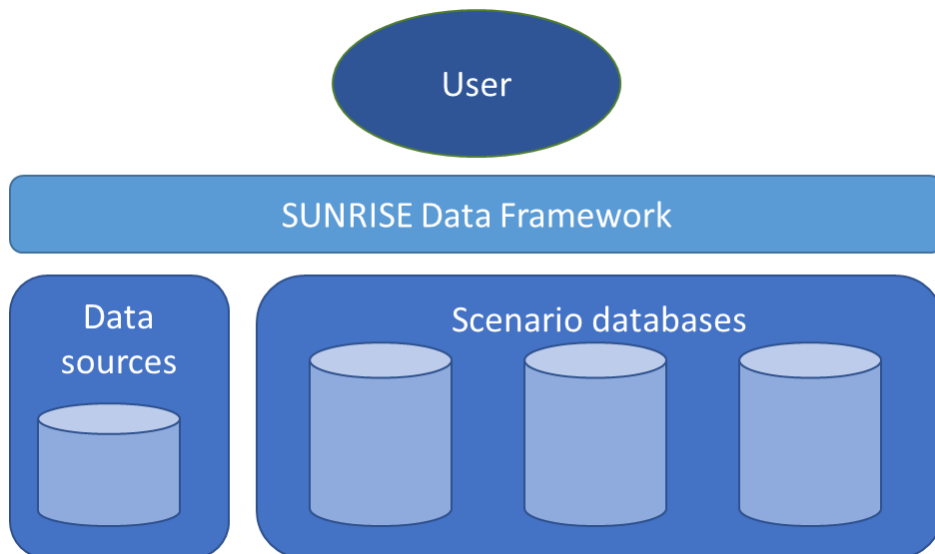 User
SUNRISE Data Framework
Data
sources
Scenario databases